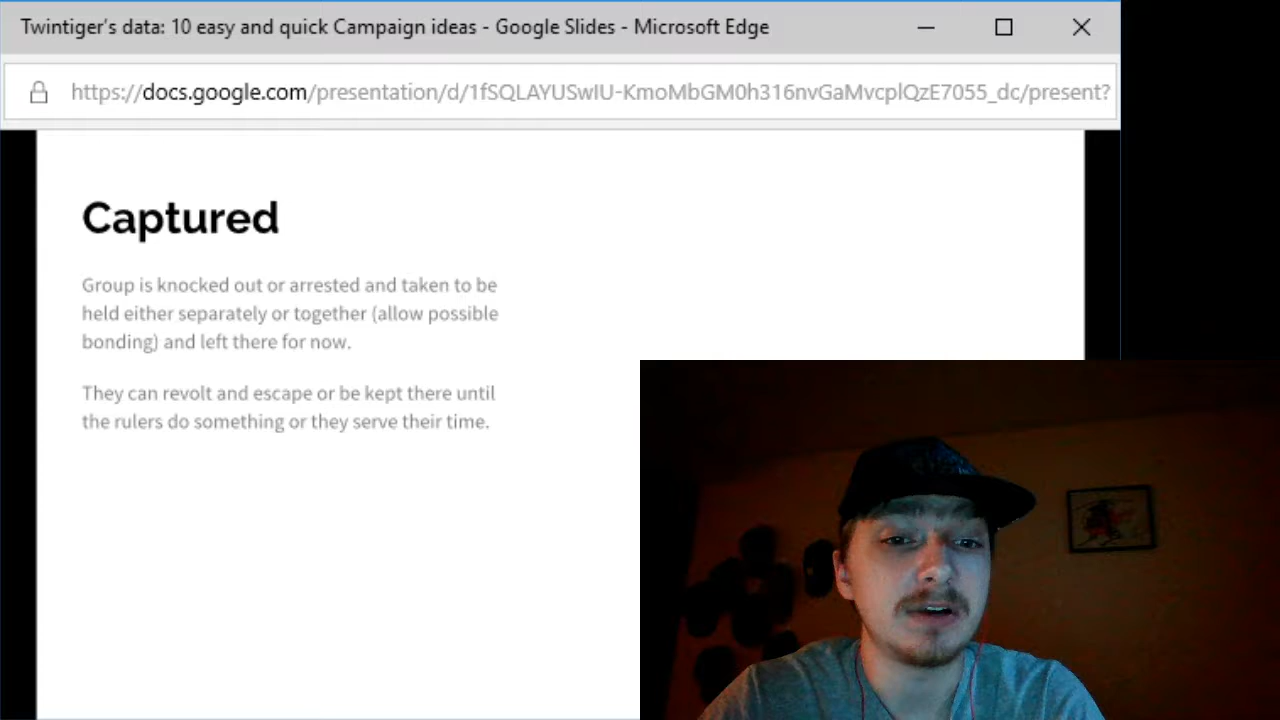 Twintiger's data: 10 easy and quick Campaign ideas - Google Slides - Microsoft Edge
https://docs.google.com/presentation/d/1fSQLAYUSwIU-KmoMbGM0h316nvGaMvcplQzE7055_dc/present?
Captured
Group is knocked out or arrested and taken to be
held either separately or together (allow possible
bonding) and left there for now.
They can revolt and escape or be kept there until
the rulers do something or they serve their time.